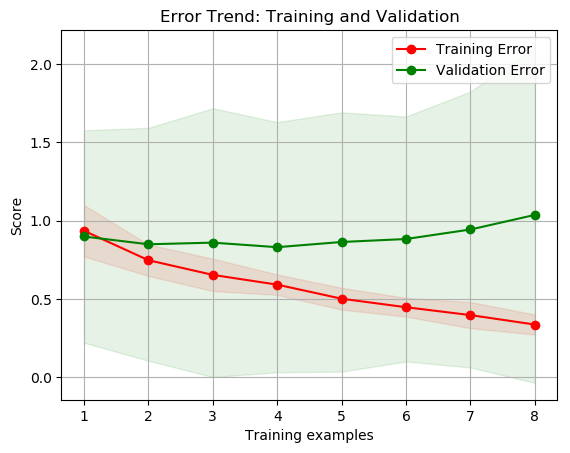 Error Trend: Training and Validation
Training Error
Validation Error
2.0
1.5
1.0
0.5
0.0
Score
1 2 3 4 5 6 7 8
Training examples